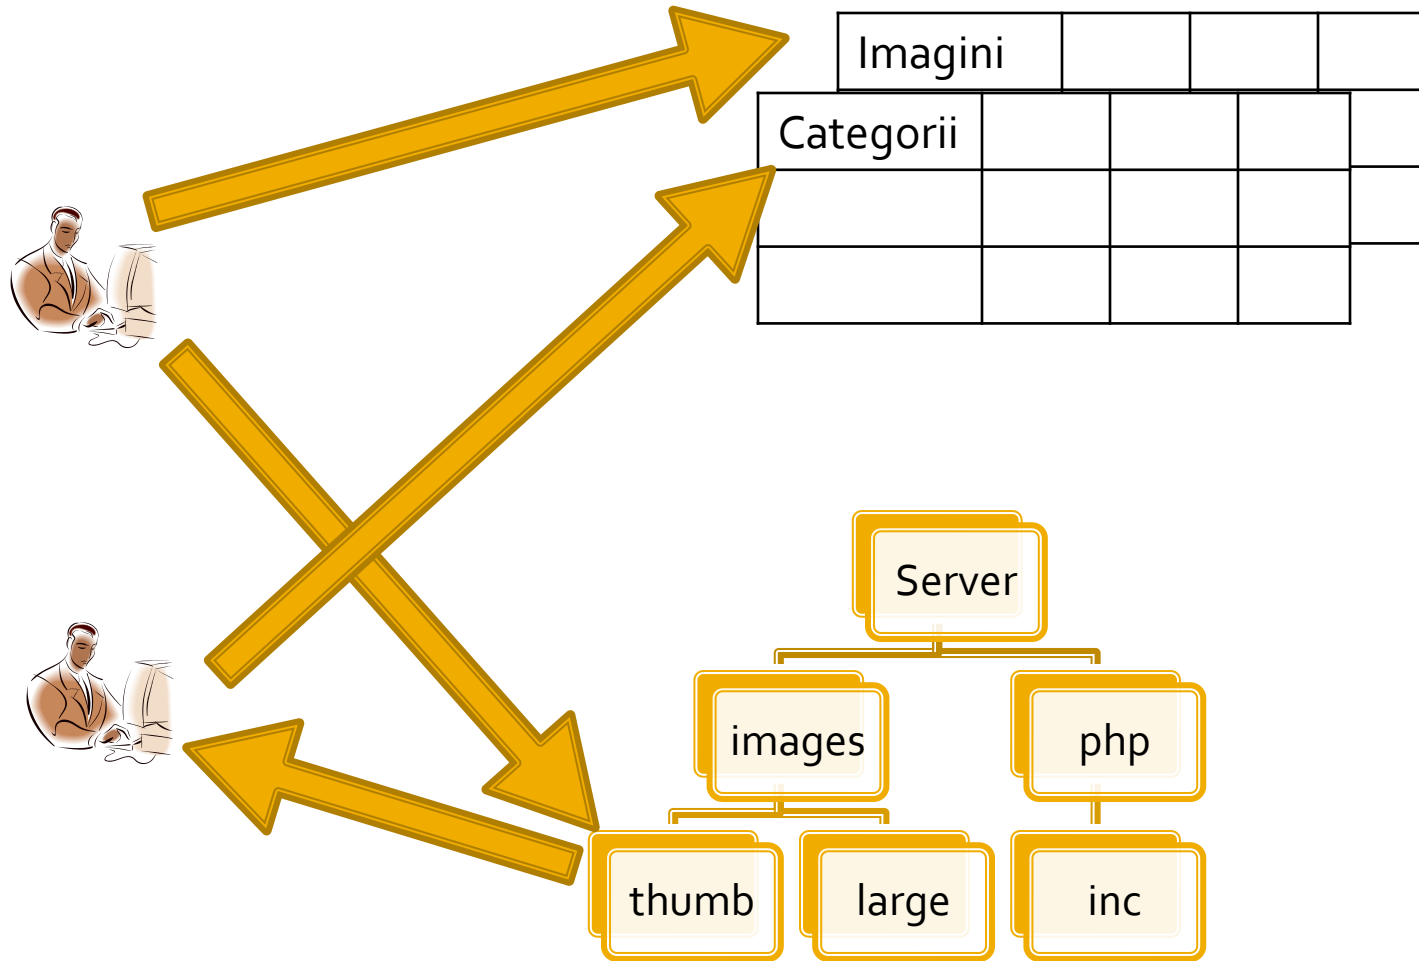 Imagini
Categorii
Server
images
php
thumb
large
inc